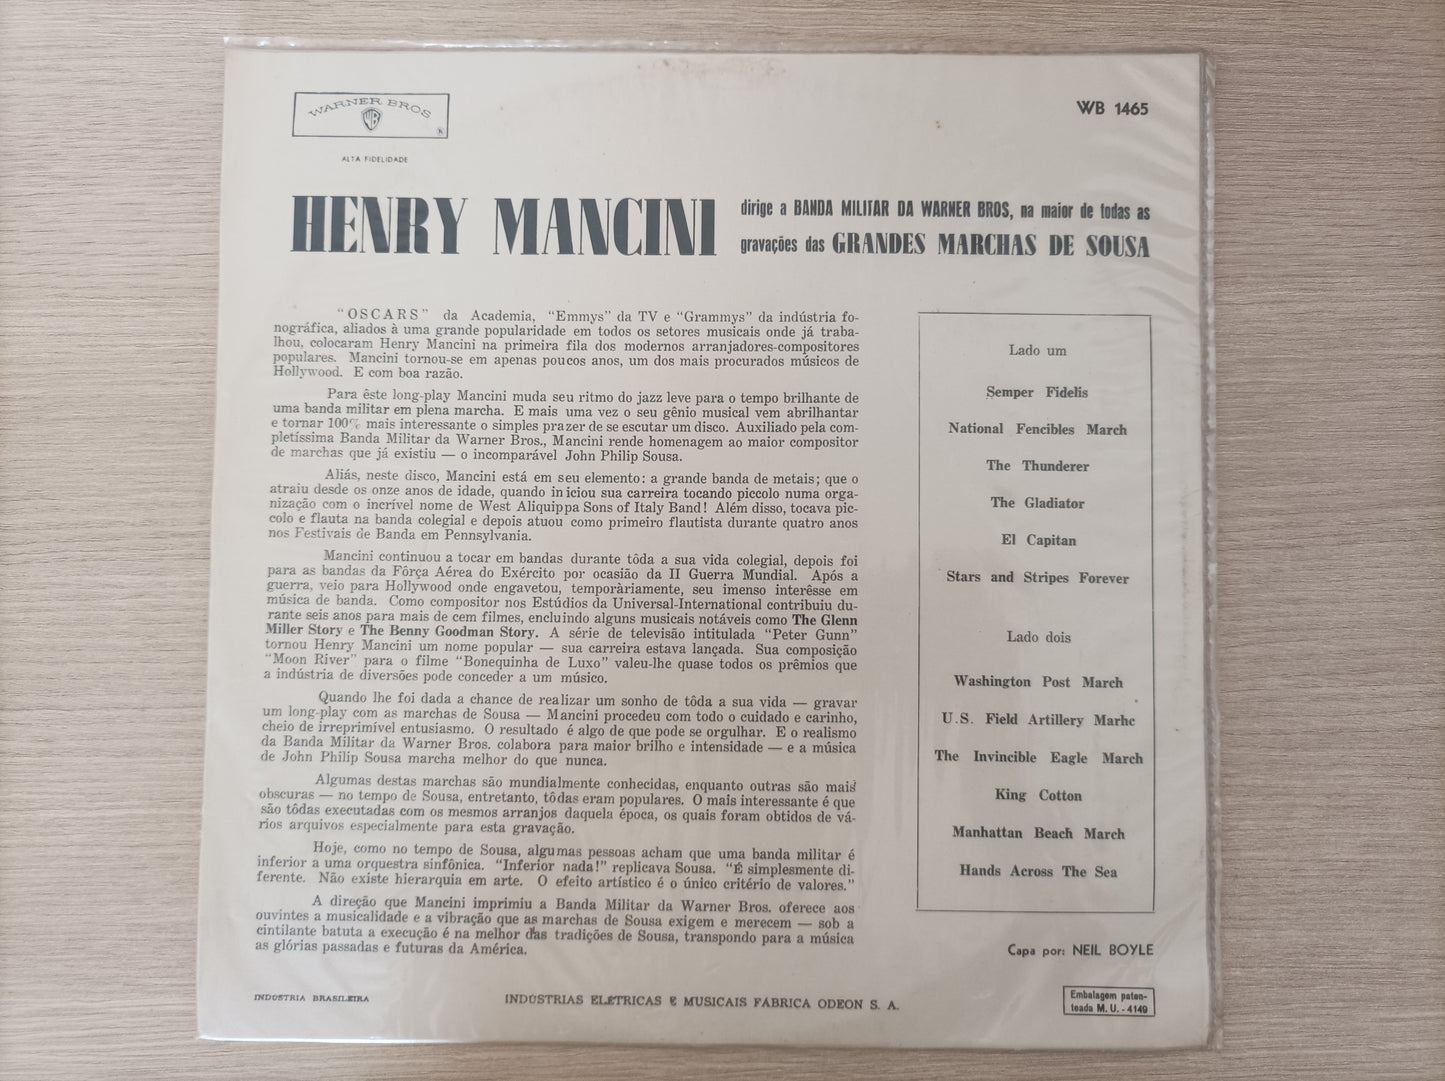 WARNER BROS
WB
ALTA FIDELIDADE
WB 1465
HENRY MANCINI
dirige a BANDA MILITAR DA WARNER BROS, na maior de todas as
gravações das GRANDES MARCHAS DE SOUSA
"OSCARS" da Academia, "Emmys" da TV e "Grammys" da indústria fo-
nográfica, aliados à uma grande popularidade em todos os setores musicais onde já traba-
lhou, colocaram Henry Mancini na primeira fila dos modernos arranjadores-compositores
populares. Mancini tornou-se em apenas poucos anos, um dos mais procurados músicos de
Hollywood. E com boa razão.
Para êste long-play Mancini muda seu ritmo do jazz leve para o tempo brilhante de
uma banda militar em plena marcha. E mais uma vez o seu gênio musical vem abrilhantar
e tornar 100% mais interessante o simples prazer de se escutar um disco. Auxiliado pela com-
pletíssima Banda Militar da Warner Bros., Mancini rende homenagem ao maior compositor
de marchas que já existiu — o incomparável John Philip Sousa.
Aliás, neste disco, Mancini está em seu elemento: a grande banda de metais; que o
atraiu desde os onze anos de idade, quando iniciou sua carreira tocando piccolo numa orga-
nização com o incrível nome de West Aliquippa Sons of Italy Band! Além disso, tocava pic-
colo e flauta na banda colegial e depois atuou como primeiro flautista durante quatro anos
nos Festivais de Banda em Pennsylvania.
Mancini continuou a tocar em bandas durante tôda a sua vida colegial, depois foi
para as bandas da Fôrça Aérea do Exército por ocasião da II Guerra Mundial. Após a
guerra, veio para Hollywood onde engavetou, temporàriamente, seu imenso interêsse em
música de banda. Como compositor nos Estúdios da Universal-International contribuiu du-
rante seis anos para mais de cem filmes, encluindo alguns musicais notáveis como The Glenn
Miller Story e The Benny Goodman Story. A série de televisão intitulada "Peter Gunn"
tornou Henry Mancini um nome popular — sua carreira estava lançada. Sua composição
"Moon River" para o filme "Bonequinha de Luxo" valeu-lhe quase todos os prêmios que
a indústria de diversões pode conceder a um músico.
Quando lhe foi dada a chance de realizar um sonho de tôda a sua vida — gravar
um long-play com as marchas de Sousa — Mancini procedeu com todo o cuidado e carinho,
cheio de irreprimível entusiasmo. O resultado é algo de que pode se orgulhar. E o realismo
da Banda Militar da Warner Bros. colabora para maior brilho e intensidade — e a música
de John Philip Sousa marcha melhor do que nunca.
Algumas destas marchas são mundialmente conhecidas, enquanto outras são mais
obscuras — no tempo de Sousa, entretanto, tôdas eram populares. O mais interessante é que
são tôdas executadas com os mesmos arranjos daquela época, os quais foram obtidos de vá-
rios arquivos especialmente para esta gravação.
Hoje, como no tempo de Sousa, algumas pessoas acham que uma banda militar é
inferior a uma orquestra sinfônica. "Inferior nada!" replicava Sousa. "É simplesmente di-
ferente. Não existe hierarquia em arte. O efeito artístico é o único critério de valores."
A direção que Mancini imprimiu a Banda Militar da Warner Bros. oferece aos
ouvintes a musicalidade e a vibração que as marchas de Sousa exigem e merecem — sob a
cintilante batuta a execução é na melhor das tradições de Sousa, transpondo para a música
as glórias passadas e futuras da América.
Lado um
Semper Fidelis
National Fencibles March
The Thunderer
The Gladiator
El Capitan
Stars and Stripes Forever
Lado dois
Washington Post March
U.S. Field Artillery Marhc
The Invincible Eagle March
King Cotton
Manhattan Beach March
Hands Across The Sea
Capa por: NEIL BOYLE
INDÚSTRIA BRASILEIRA
INDÚSTRIAS ELÉTRICAS E MUSICAIS FABRICA ODEON S. A.
Embalagem paten-
teada M. U. - 4149